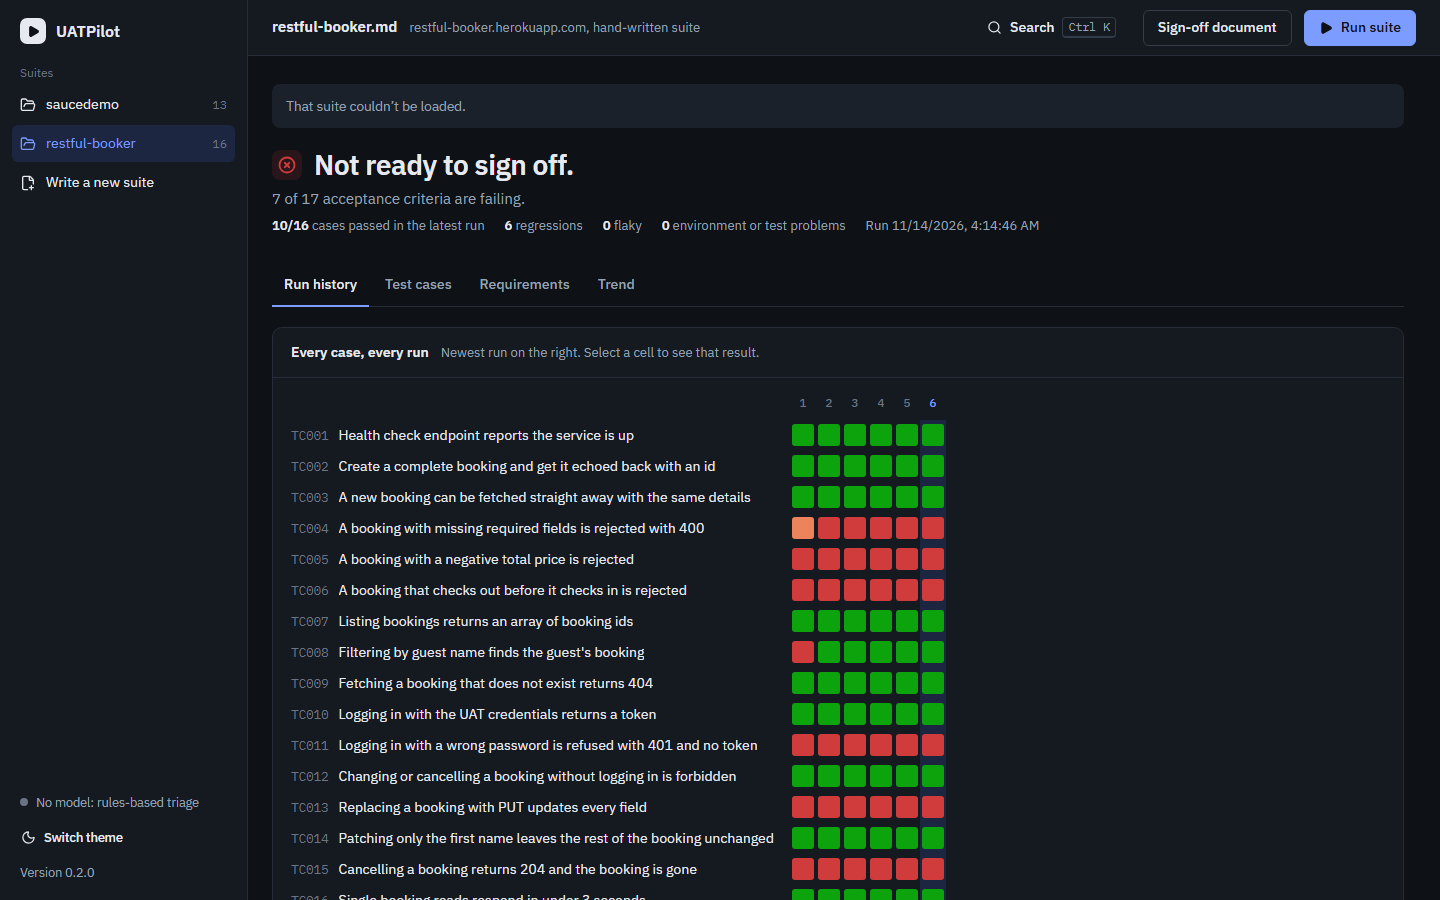 UATPilot
Suites
saucedemo 13
restful-booker 16
Write a new suite
No model: rules-based triage
Switch theme
Version 0.2.0
restful-booker.md restful-booker.herokuapp.com, hand-written suite
Search Ctrl K
Sign-off document
Run suite
That suite couldn't be loaded.
Not ready to sign off.
7 of 17 acceptance criteria are failing.
10/16 cases passed in the latest run 6 regressions 0 flaky 0 environment or test problems Run 11/14/2026, 4:14:46 AM
Run history Test cases Requirements Trend
Every case, every run Newest run on the right. Select a cell to see that result.
1 2 3 4 5 6
TC001 Health check endpoint reports the service is up
TC002 Create a complete booking and get it echoed back with an id
TC003 A new booking can be fetched straight away with the same details
TC004 A booking with missing required fields is rejected with 400
TC005 A booking with a negative total price is rejected
TC006 A booking that checks out before it checks in is rejected
TC007 Listing bookings returns an array of booking ids
TC008 Filtering by guest name finds the guest's booking
TC009 Fetching a booking that does not exist returns 404
TC010 Logging in with the UAT credentials returns a token
TC011 Logging in with a wrong password is refused with 401 and no token
TC012 Changing or cancelling a booking without logging in is forbidden
TC013 Replacing a booking with PUT updates every field
TC014 Patching only the first name leaves the rest of the booking unchanged
TC015 Cancelling a booking returns 204 and the booking is gone
TC016 Single booking reads respond in under 3 seconds